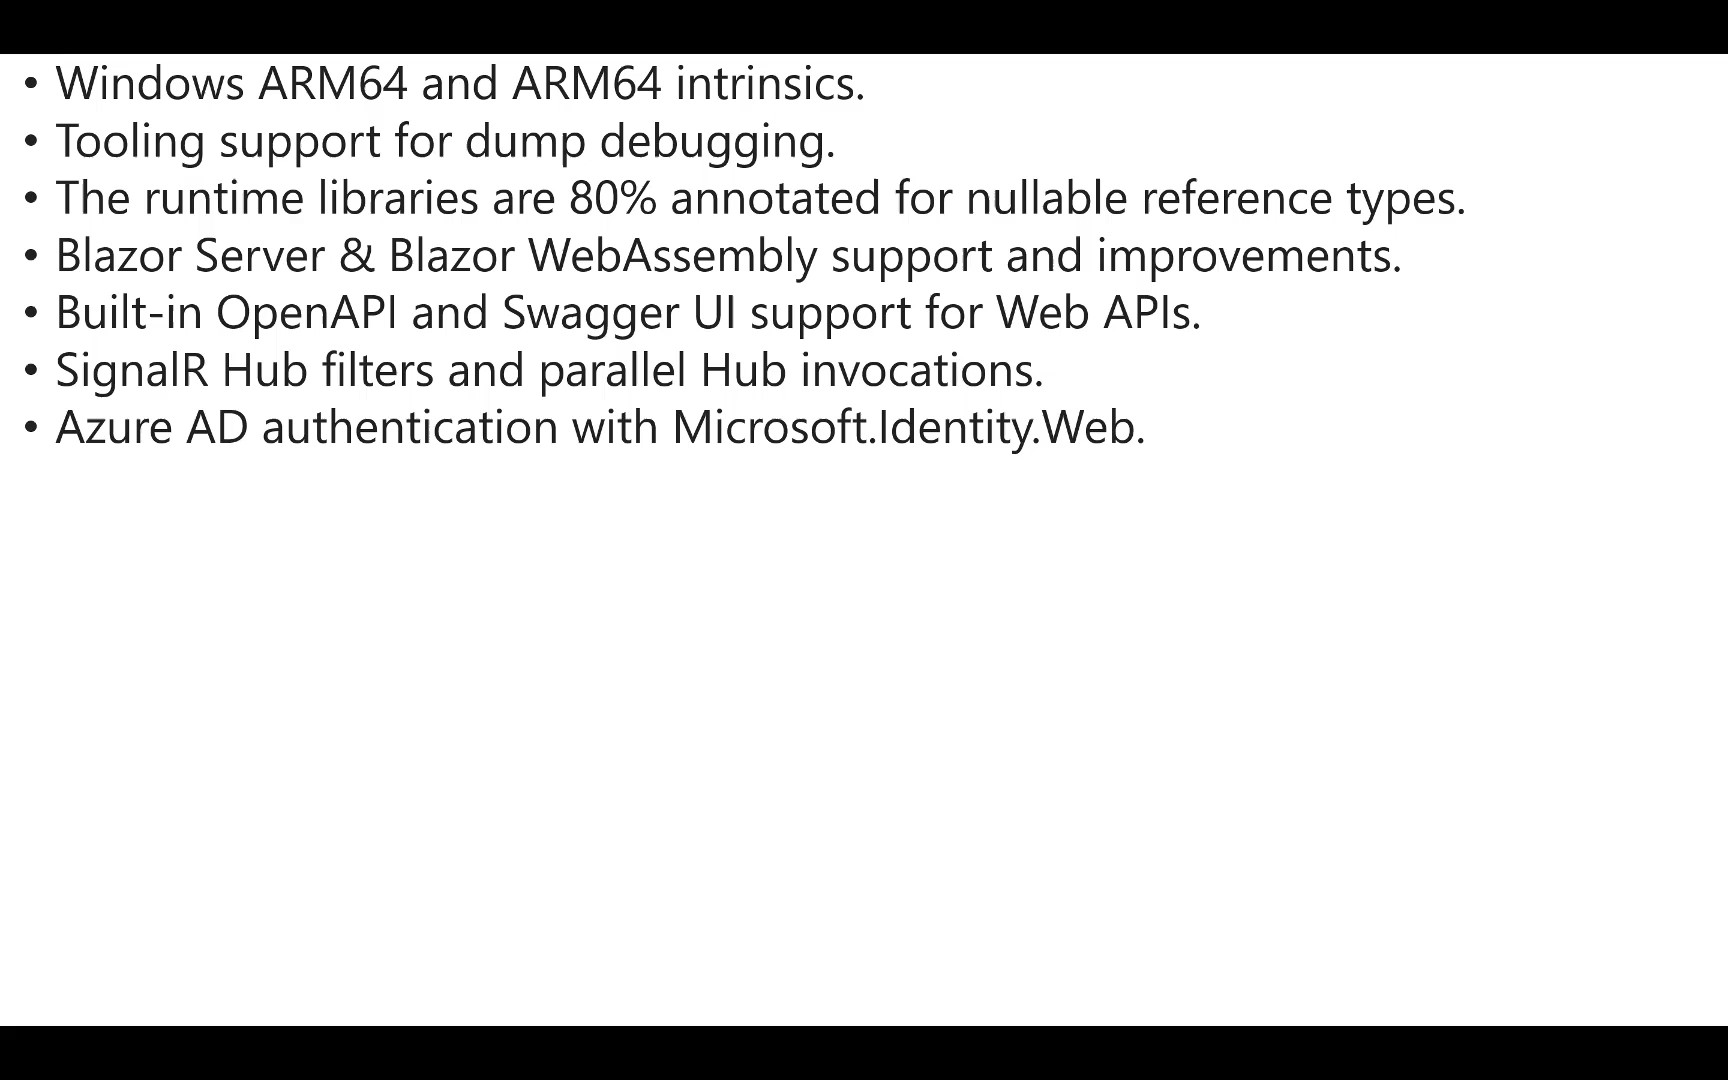 • Windows ARM64 and ARM64 intrinsics.
• Tooling support for dump debugging.
• The runtime libraries are 80% annotated for nullable reference types.
• Blazor Server & Blazor WebAssembly support and improvements.
• Built-in OpenAPI and Swagger UI support for Web APIs.
• SignalR Hub filters and parallel Hub invocations.
• Azure AD authentication with Microsoft.Identity.Web.